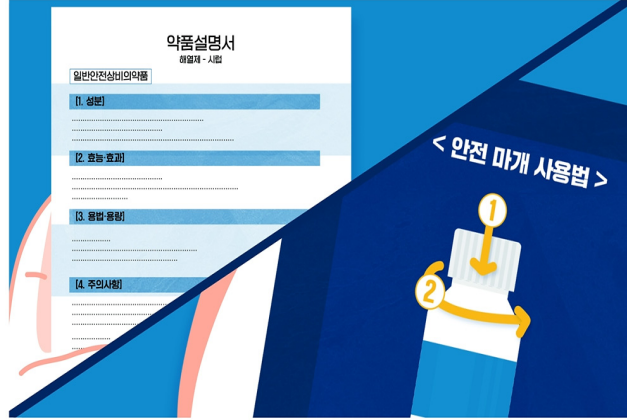 약품설명서
해열제 - 시럽
일반안전상비의약품
[1. 성분]
[2. 효능·효과]
[3. 용법·용량]
[4. 주의사항]
< 안전 마개 사용법 >
1
2